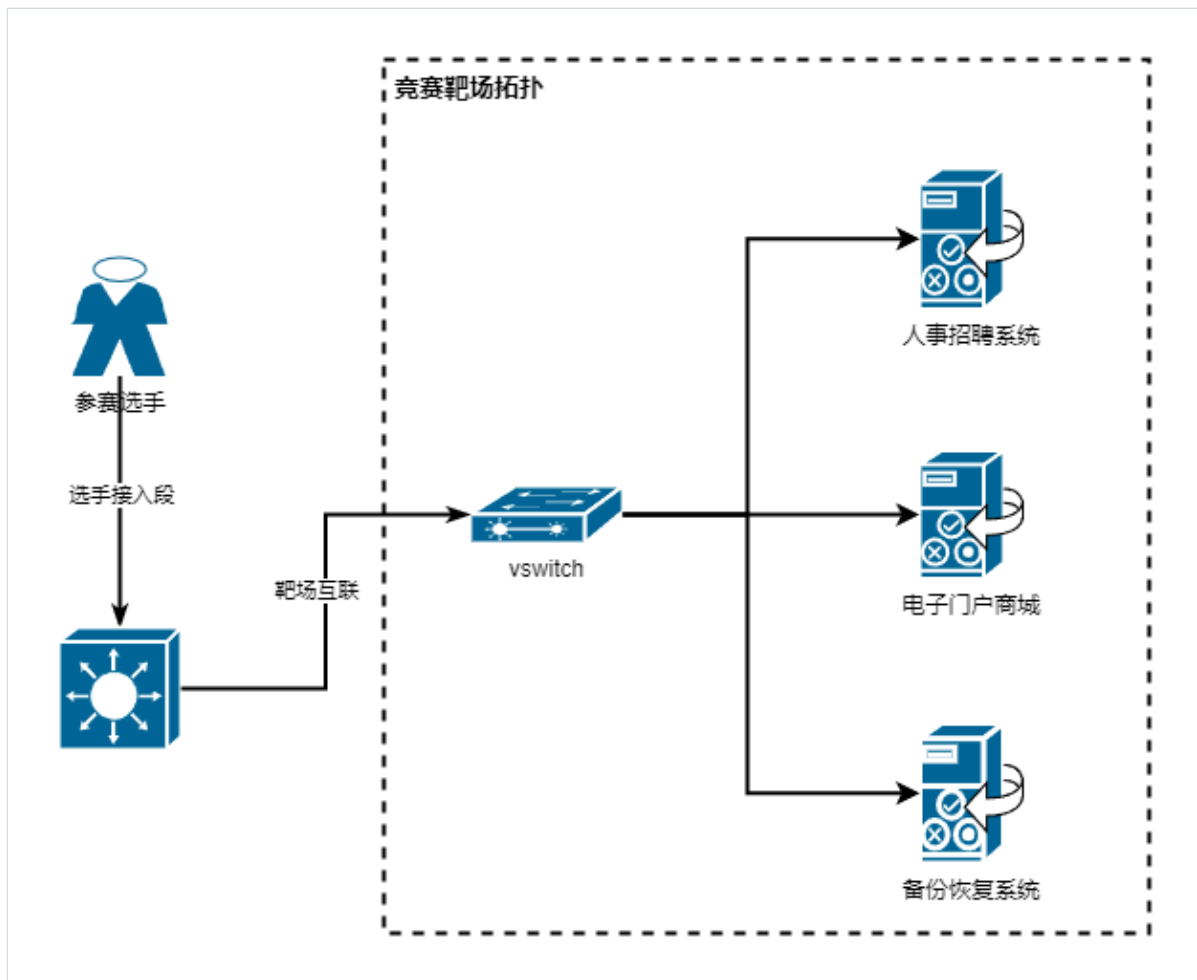 竞赛靶场拓扑
人事招聘系统
参赛选手
选手接入段
vswitch
靶场互联
电子门户商城
备份恢复系统